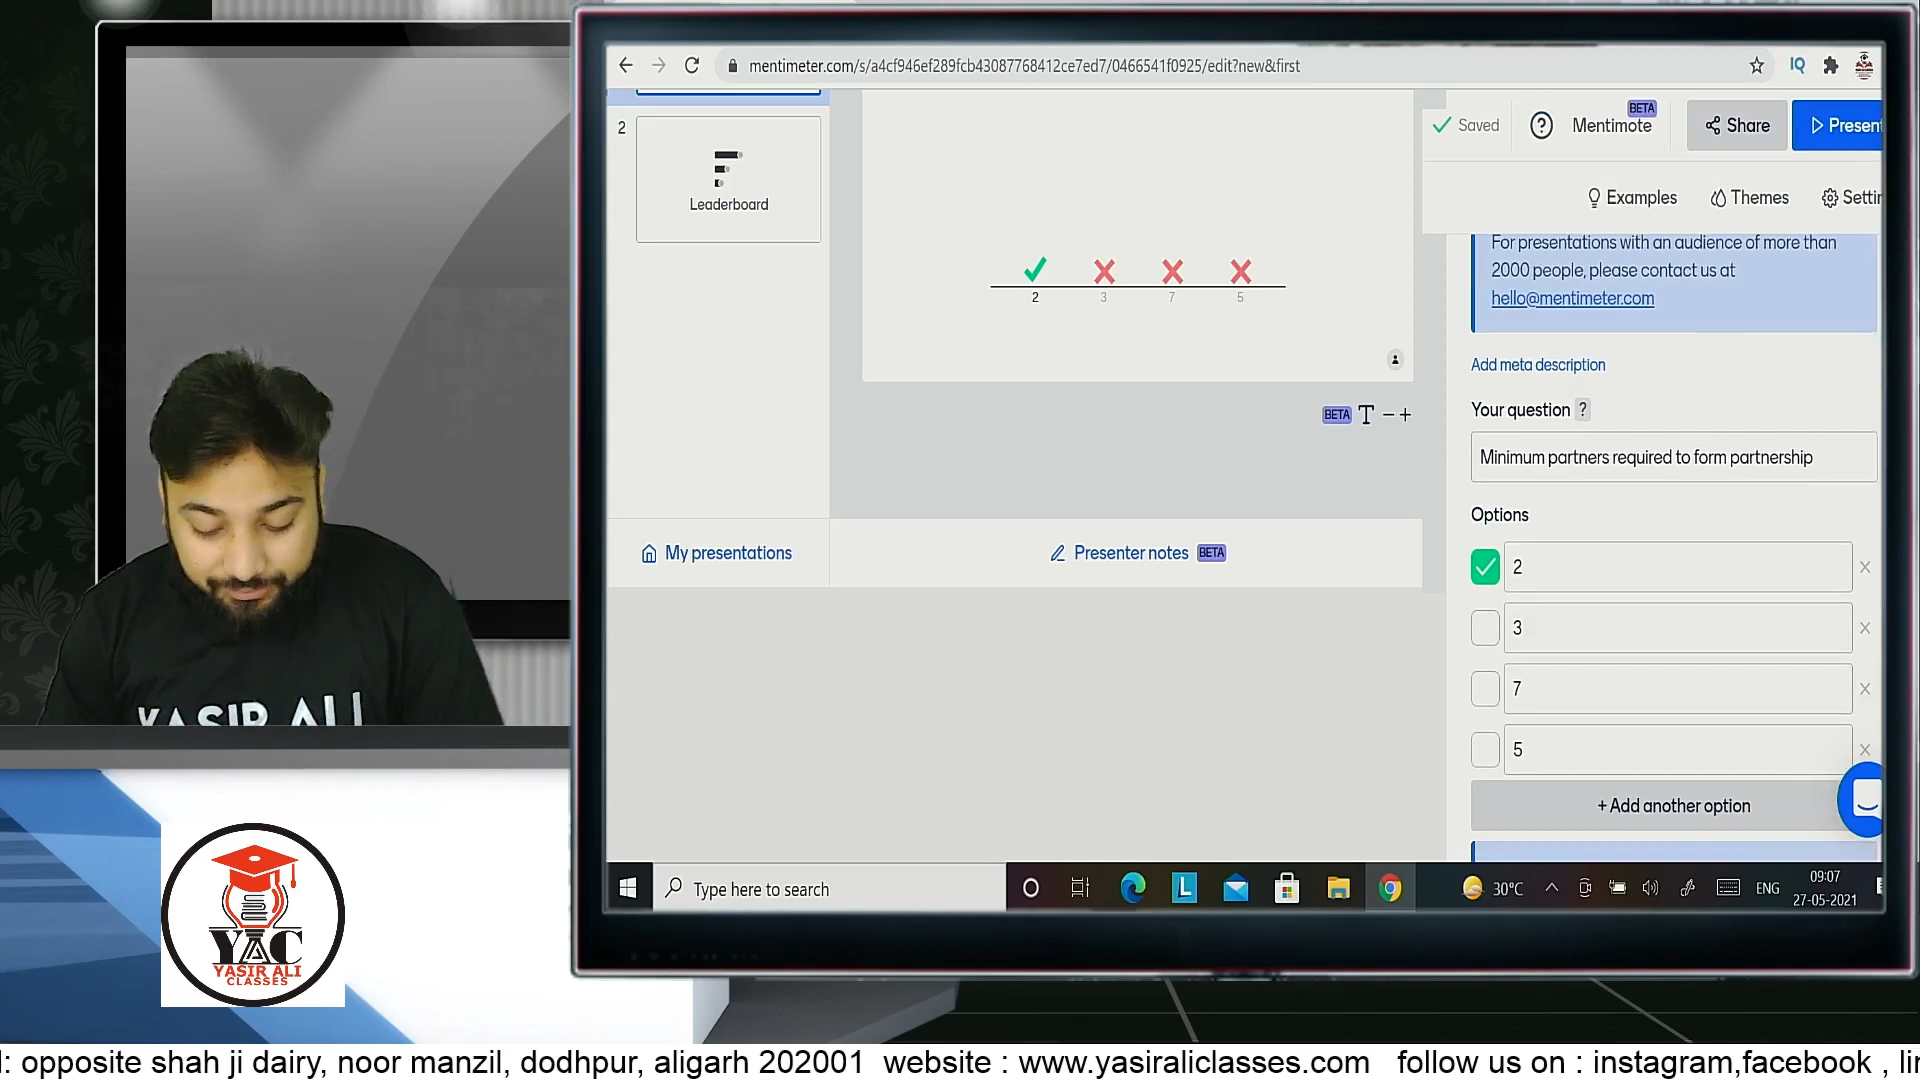 mentimeter.com/s/a4cf946ef289fcb43087768412ce7ed7/0466541f0925/edit?new&first
IQ
Saved
Mentimote
BETA
Share
Present
Examples
Themes
Settin
2
Leaderboard
2 3 7 5
BETA T − +
My presentations
Presenter notes BETA
For presentations with an audience of more than
2000 people, please contact us at
hello@mentimeter.com
Add meta description
Your question ?
Minimum partners required to form partnership
Options
2
3
7
5
+ Add another option
Type here to search
L
30°C
ENG
09:07
27-05-2021
YASIR ALI
YAC
YASIR ALI
CLASSES
: opposite shah ji dairy, noor manzil, dodhpur, aligarh 202001 website : www.yasiraliclasses.com follow us on : instagram,facebook , li